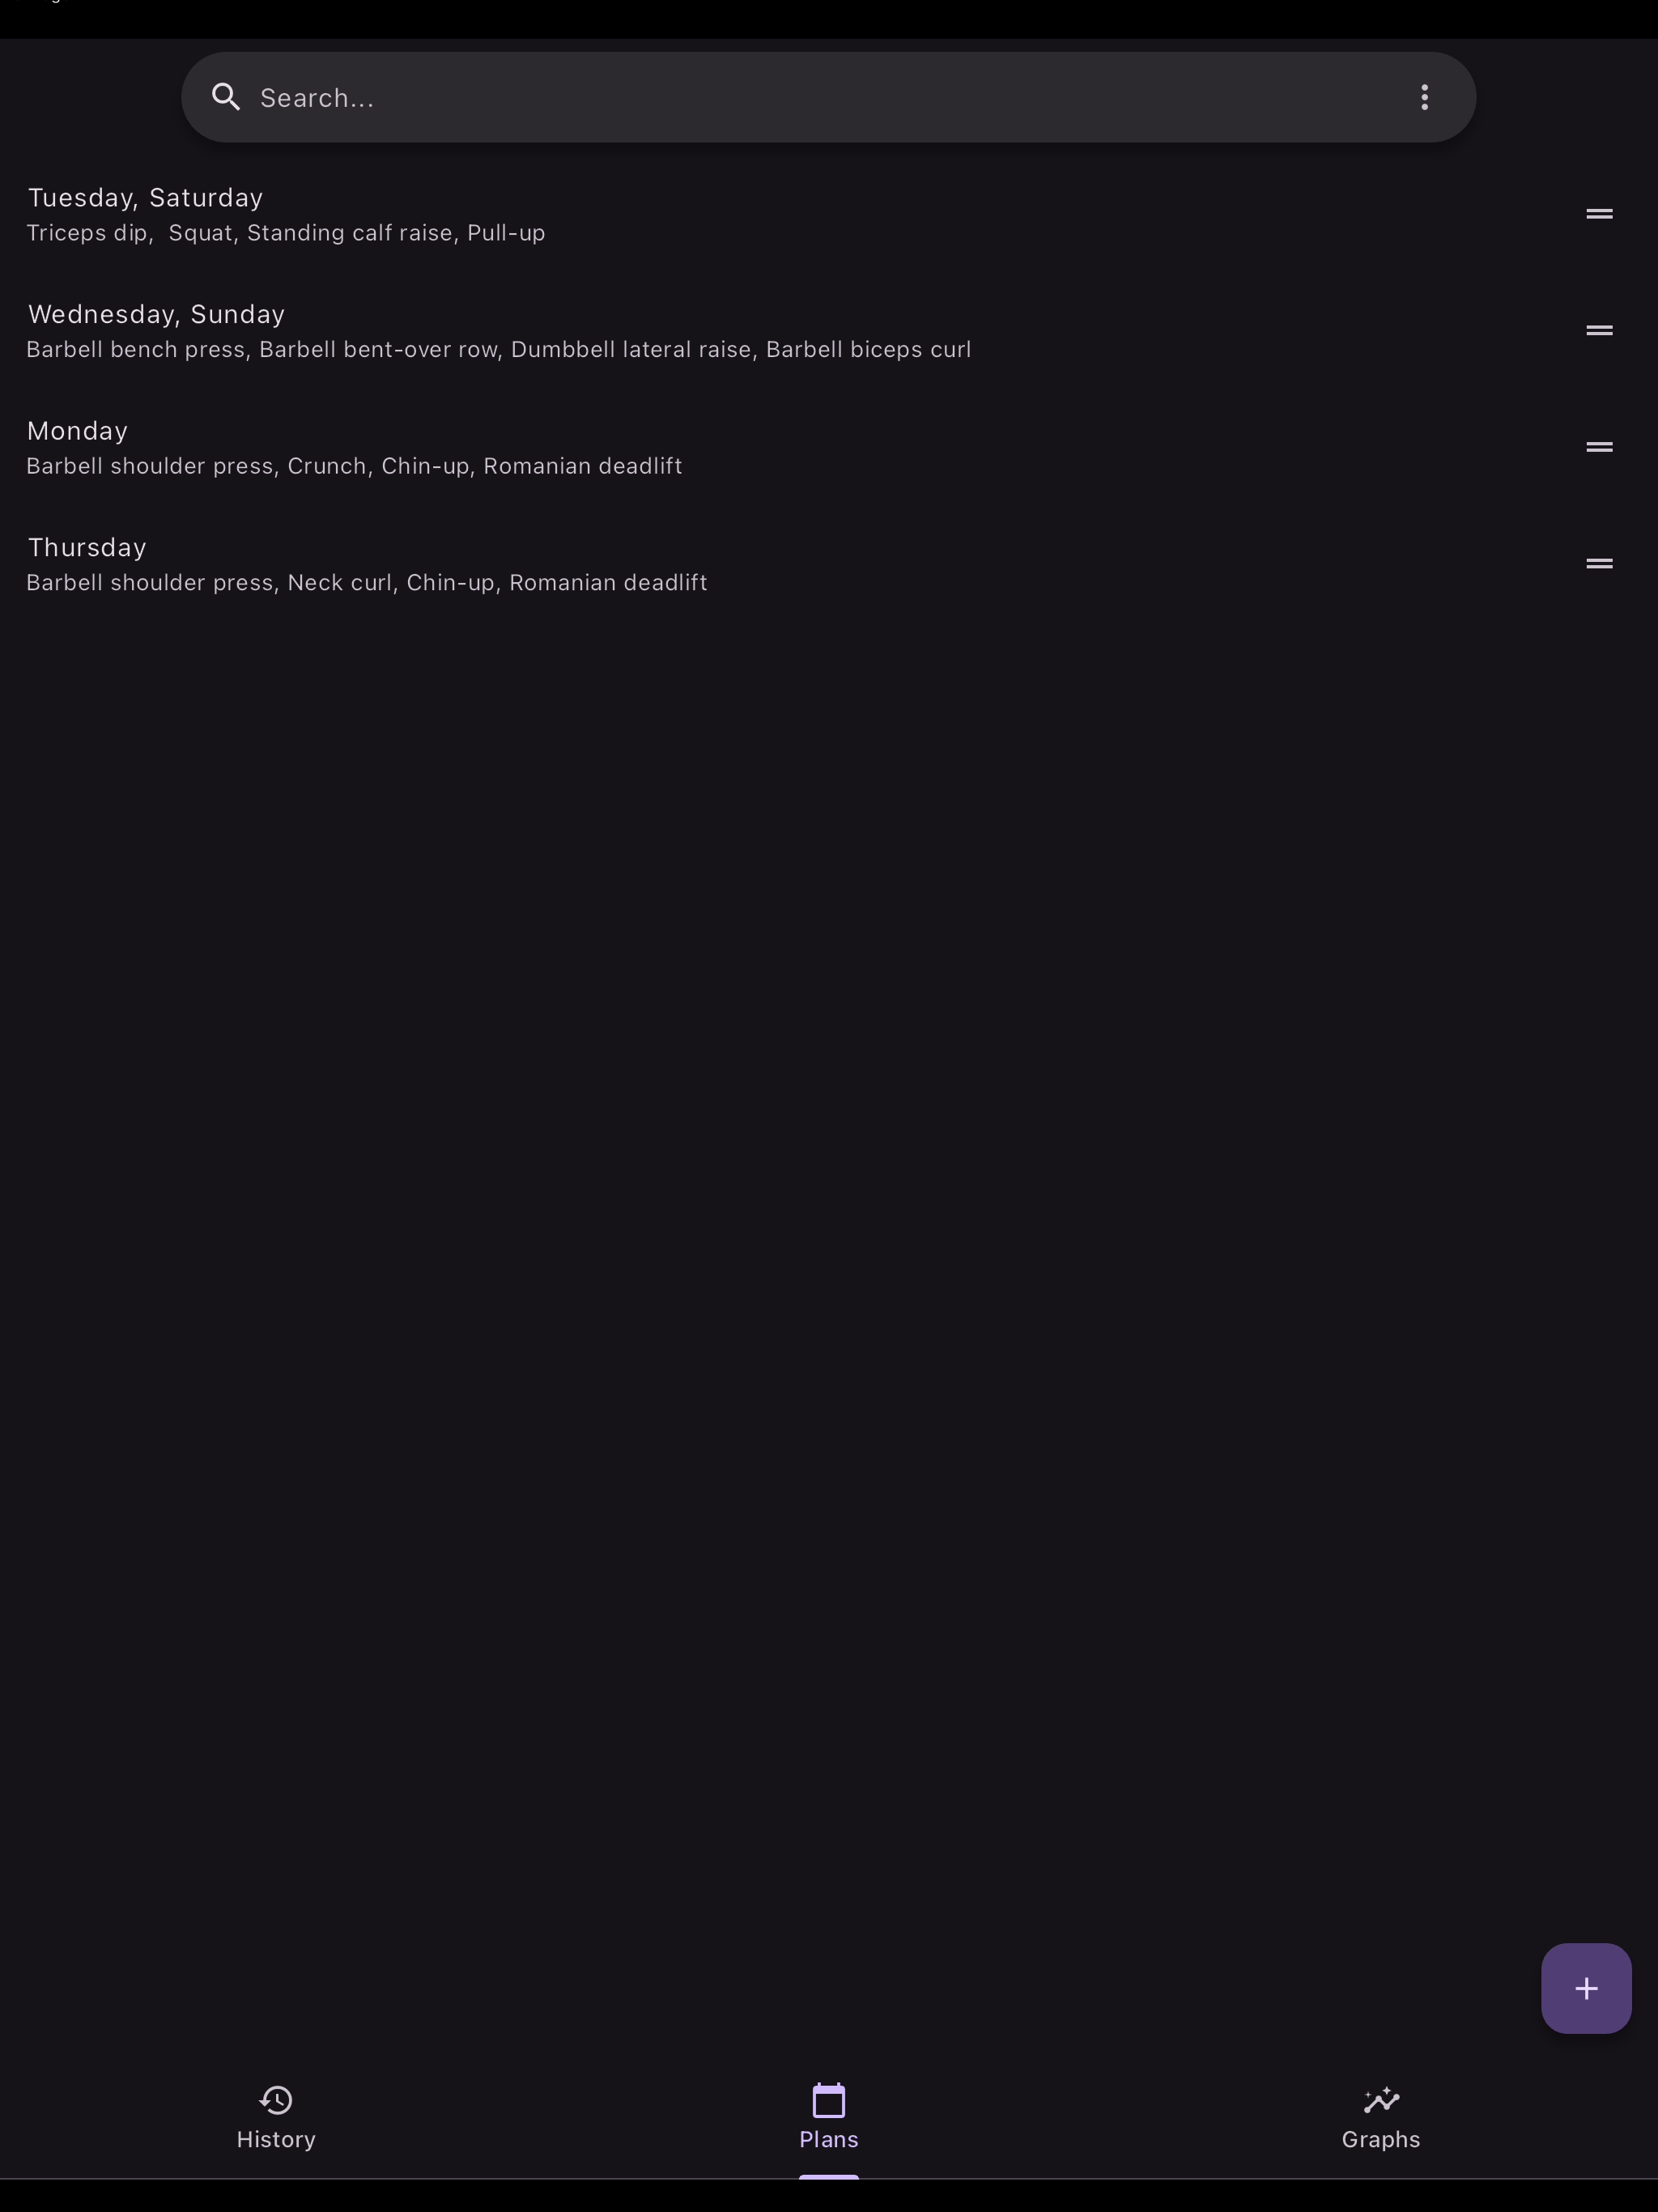 Search...
Tuesday, Saturday
Triceps dip,  Squat, Standing calf raise, Pull-up
Wednesday, Sunday
Barbell bench press, Barbell bent-over row, Dumbbell lateral raise, Barbell biceps curl
Monday
Barbell shoulder press, Crunch, Chin-up, Romanian deadlift
Thursday
Barbell shoulder press, Neck curl, Chin-up, Romanian deadlift
History
Plans
Graphs